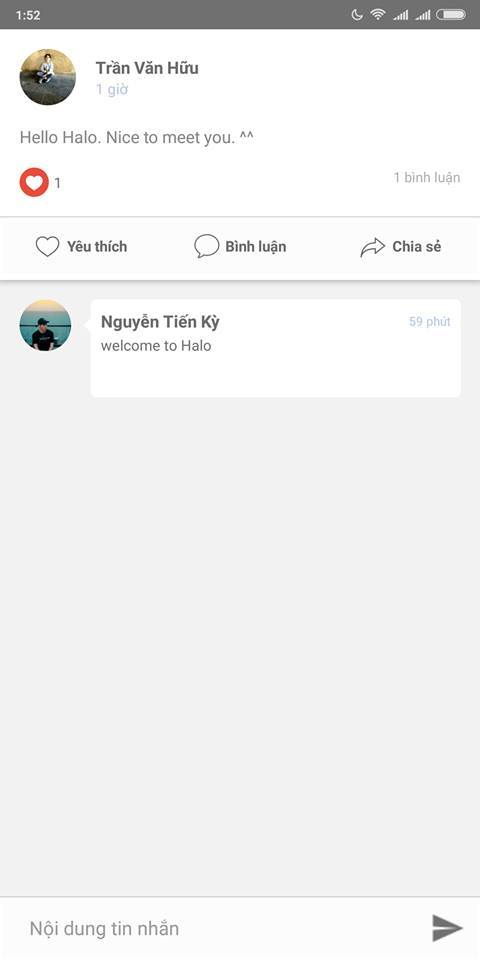 1:52
Trần Văn Hữu
1 giờ
Hello Halo. Nice to meet you. ^^
1
1 bình luận
Yêu thích
Bình luận
Chia sẻ
Nguyễn Tiến Kỳ
59 phút
welcome to Halo
Nội dung tin nhắn